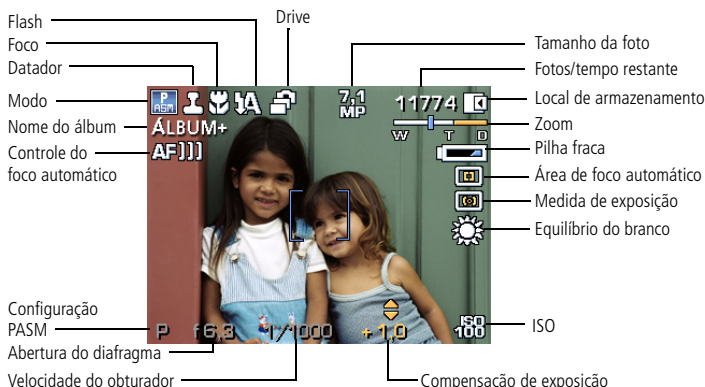 Flash
Drive
Foco
Tamanho da foto
Datador
Fotos/tempo restante
Modo
P
ASM
A
7,1
MP
11774
Local de armazenamento
Nome do álbum
ÁLBUM+
W T D
Zoom
Controle do
foco automático
AF
Pilha fraca
Área de foco automático
Medida de exposição
Equilíbrio do branco
Configuração
PASM
P f 6,3 1/1000 +1,0
ISO
100
ISO
Abertura do diafragma
Velocidade do obturador
Compensação de exposição